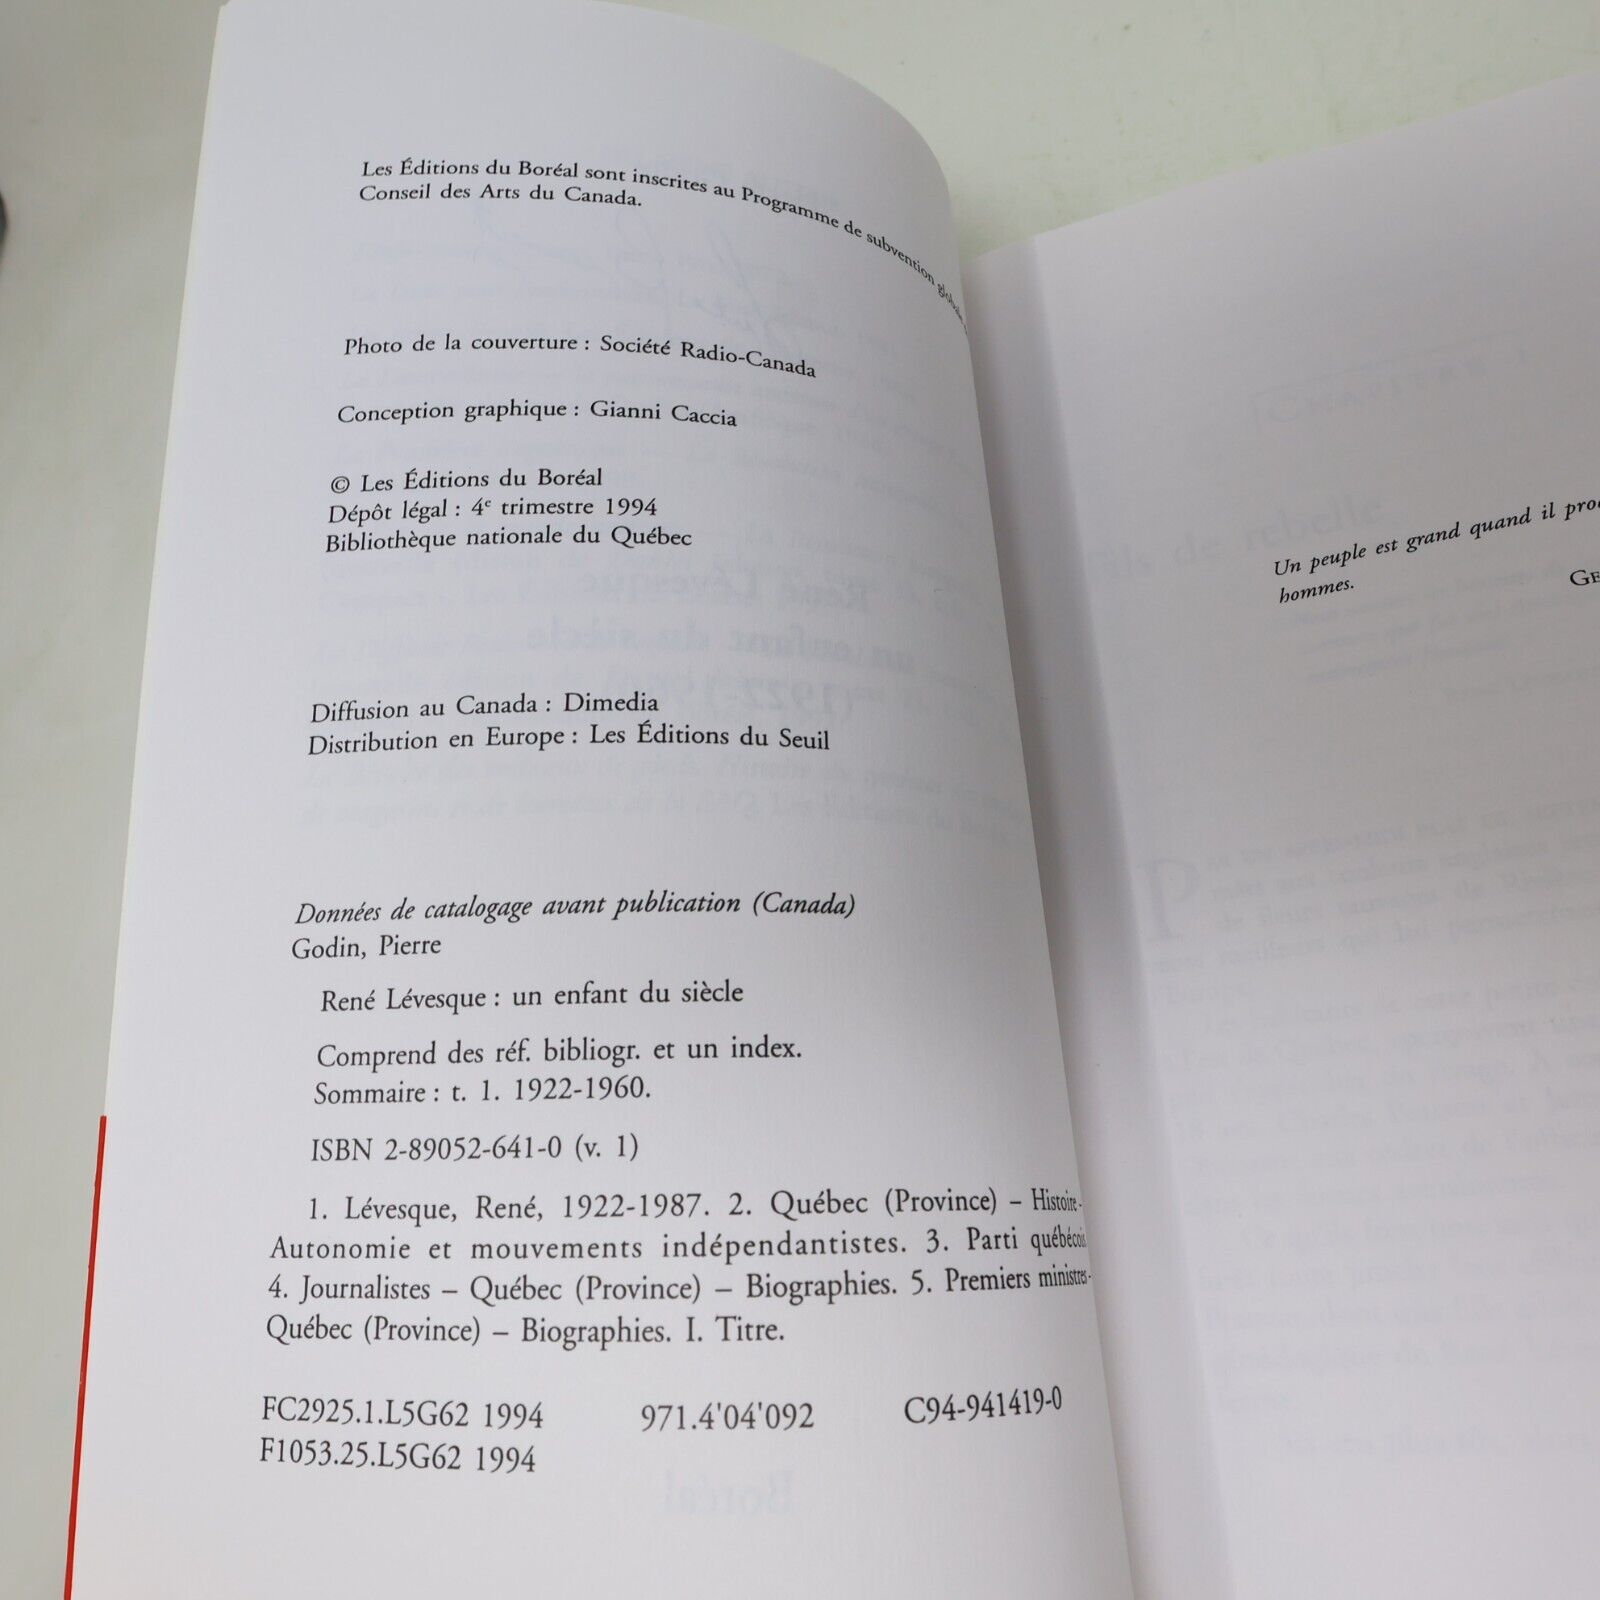 Les Éditions du Boréal sont inscrites au Programme de subvention globale
Conseil des Arts du Canada.
Photo de la couverture : Société Radio-Canada
Conception graphique : Gianni Caccia
© Les Éditions du Boréal
Dépôt légal : 4e trimestre 1994
Bibliothèque nationale du Québec
Diffusion au Canada : Dimedia
Distribution en Europe : Les Éditions du Seuil
Données de catalogage avant publication (Canada)
Godin, Pierre
René Lévesque : un enfant du siècle
Comprend des réf. bibliogr. et un index.
Sommaire : t. 1. 1922-1960.
ISBN 2-89052-641-0 (v. 1)
1. Lévesque, René, 1922-1987. 2. Québec (Province) – Histoire -
Autonomie et mouvements indépendantistes. 3. Parti québécois
4. Journalistes – Québec (Province) – Biographies. 5. Premiers ministres -
Québec (Province) – Biographies. I. Titre.
FC2925.1.L5G62 1994 971.4'04'092 C94-941419-0
F1053.25.L5G62 1994
Un peuple est grand quand il
hommes.